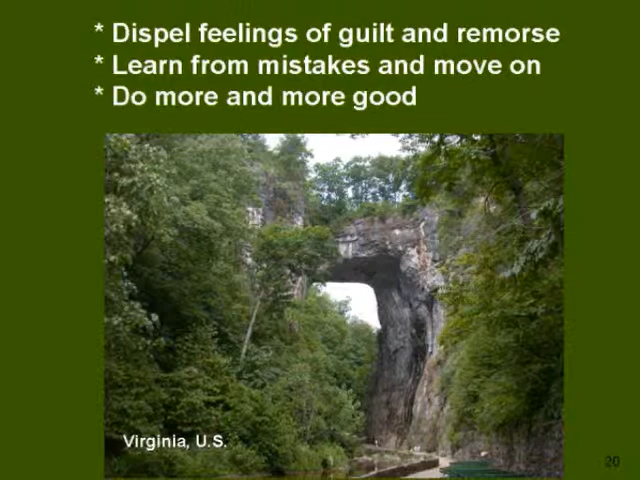 * Dispel feelings of guilt and remorse
* Learn from mistakes and move on
* Do more and more good
Virginia, U.S.
20